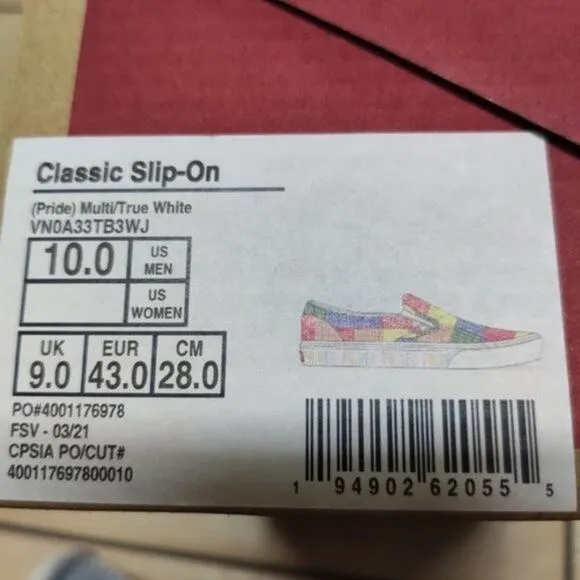 Classic Slip-On
(Pride) Multi/True White
VN0A33TB3WJ
10.0 US MEN
US WOMEN
UK EUR CM
9.0 43.0 28.0
PO#4001176978
FSV - 03/21
CPSIA PO/CUT#
400117697800010
1 94902 62055 5